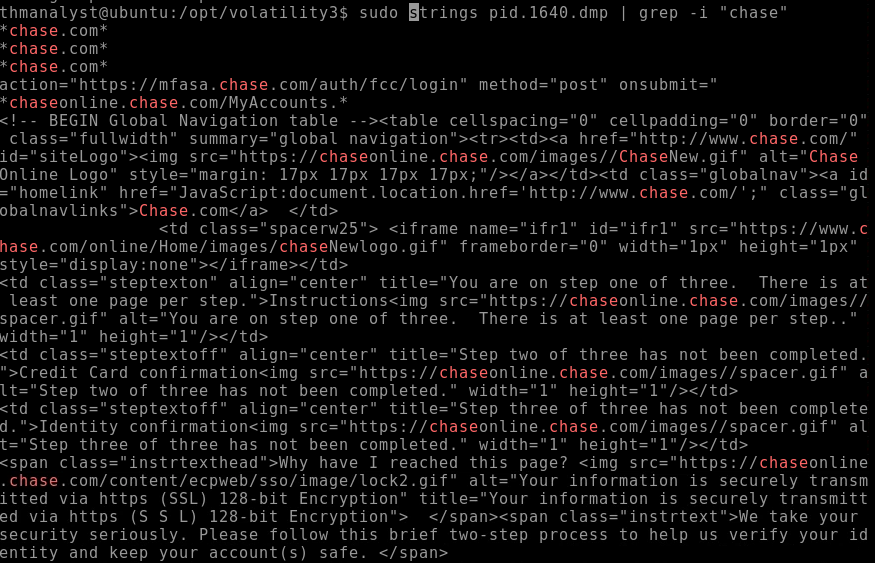 thmanalyst@ubuntu:/opt/volatility3$ sudo strings pid.1640.dmp | grep -i "chase"
*chase.com*
*chase.com*
*chase.com*
action="https://mfasa.chase.com/auth/fcc/login" method="post" onsubmit="
*chaseonline.chase.com/MyAccounts.*
<!-- BEGIN Global Navigation table --><table cellspacing="0" cellpadding="0" border="0"
 class="fullwidth" summary="global navigation"><tr><td><a href="http://www.chase.com/"
id="siteLogo"><img src="https://chaseonline.chase.com/images//ChaseNew.gif" alt="Chase
Online Logo" style="margin: 17px 17px 17px 17px;"/></a></td><td class="globalnav"><a id
="homelink" href="JavaScript:document.location.href='http://www.chase.com/';" class="gl
obalnavlinks">Chase.com</a>  </td>
               <td class="spacerw25"> <iframe name="ifr1" id="ifr1" src="https://www.c
hase.com/online/Home/images/chaseNewlogo.gif" frameborder="0" width="1px" height="1px"
style="display:none"></iframe></td>
<td class="steptexton" align="center" title="You are on step one of three.  There is at
 least one page per step.">Instructions<img src="https://chaseonline.chase.com/images//
spacer.gif" alt="You are on step one of three.  There is at least one page per step.."
width="1" height="1"/></td>
<td class="steptextoff" align="center" title="Step two of three has not been completed.
">Credit Card confirmation<img src="https://chaseonline.chase.com/images//spacer.gif" a
lt="Step two of three has not been completed." width="1" height="1"/></td>
<td class="steptextoff" align="center" title="Step three of three has not been complete
d.">Identity confirmation<img src="https://chaseonline.chase.com/images//spacer.gif" al
t="Step three of three has not been completed." width="1" height="1"/></td>
<span class="instrtexthead">Why have I reached this page? <img src="https://chaseonline
.chase.com/content/ecpweb/sso/image/lock2.gif" alt="Your information is securely transm
itted via https (SSL) 128-bit Encryption" title="Your information is securely transmitt
ed via https (S S L) 128-bit Encryption">  </span><span class="instrtext">We take your
security seriously. Please follow this brief two-step process to help us verify your id
entity and keep your account(s) safe. </span>